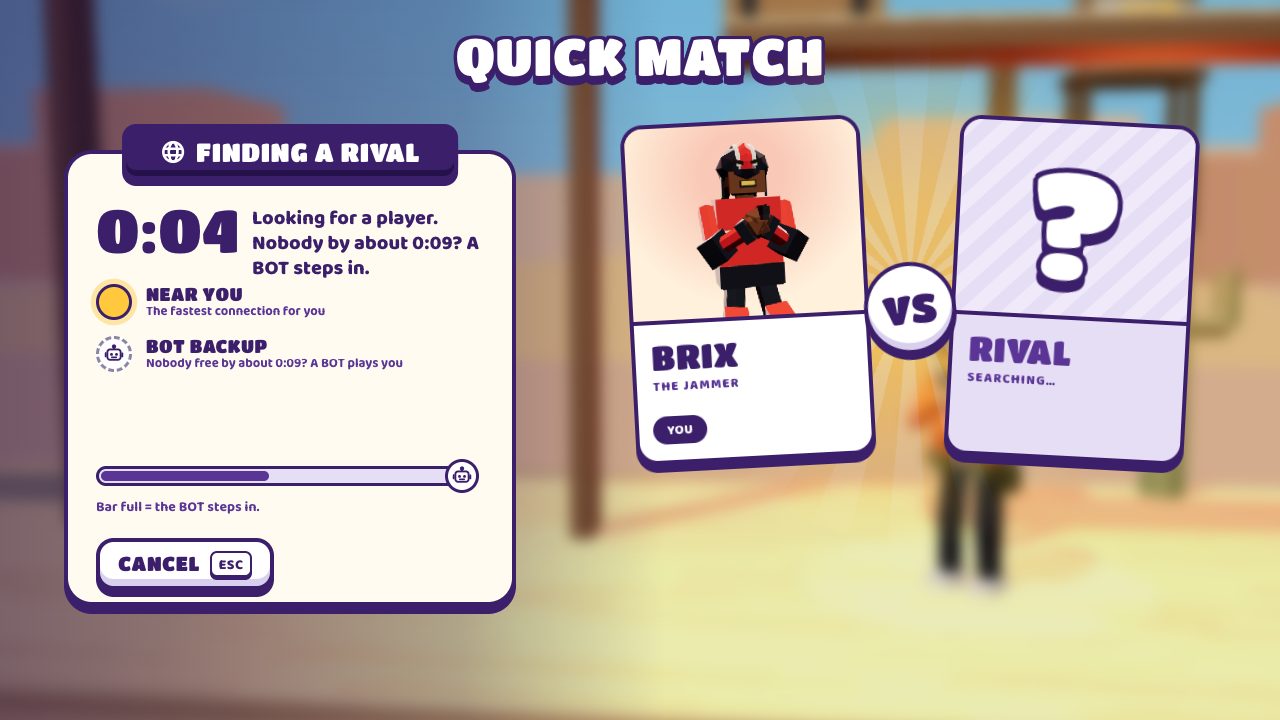 QUICK MATCH
FINDING A RIVAL
0:04
Looking for a player.
Nobody by about 0:09? A
BOT steps in.
NEAR YOU
The fastest connection for you
BOT BACKUP
Nobody free by about 0:09? A BOT plays you
Bar full = the BOT steps in.
CANCEL ESC
BRIX
THE JAMMER
YOU
VS
?
RIVAL
SEARCHING...